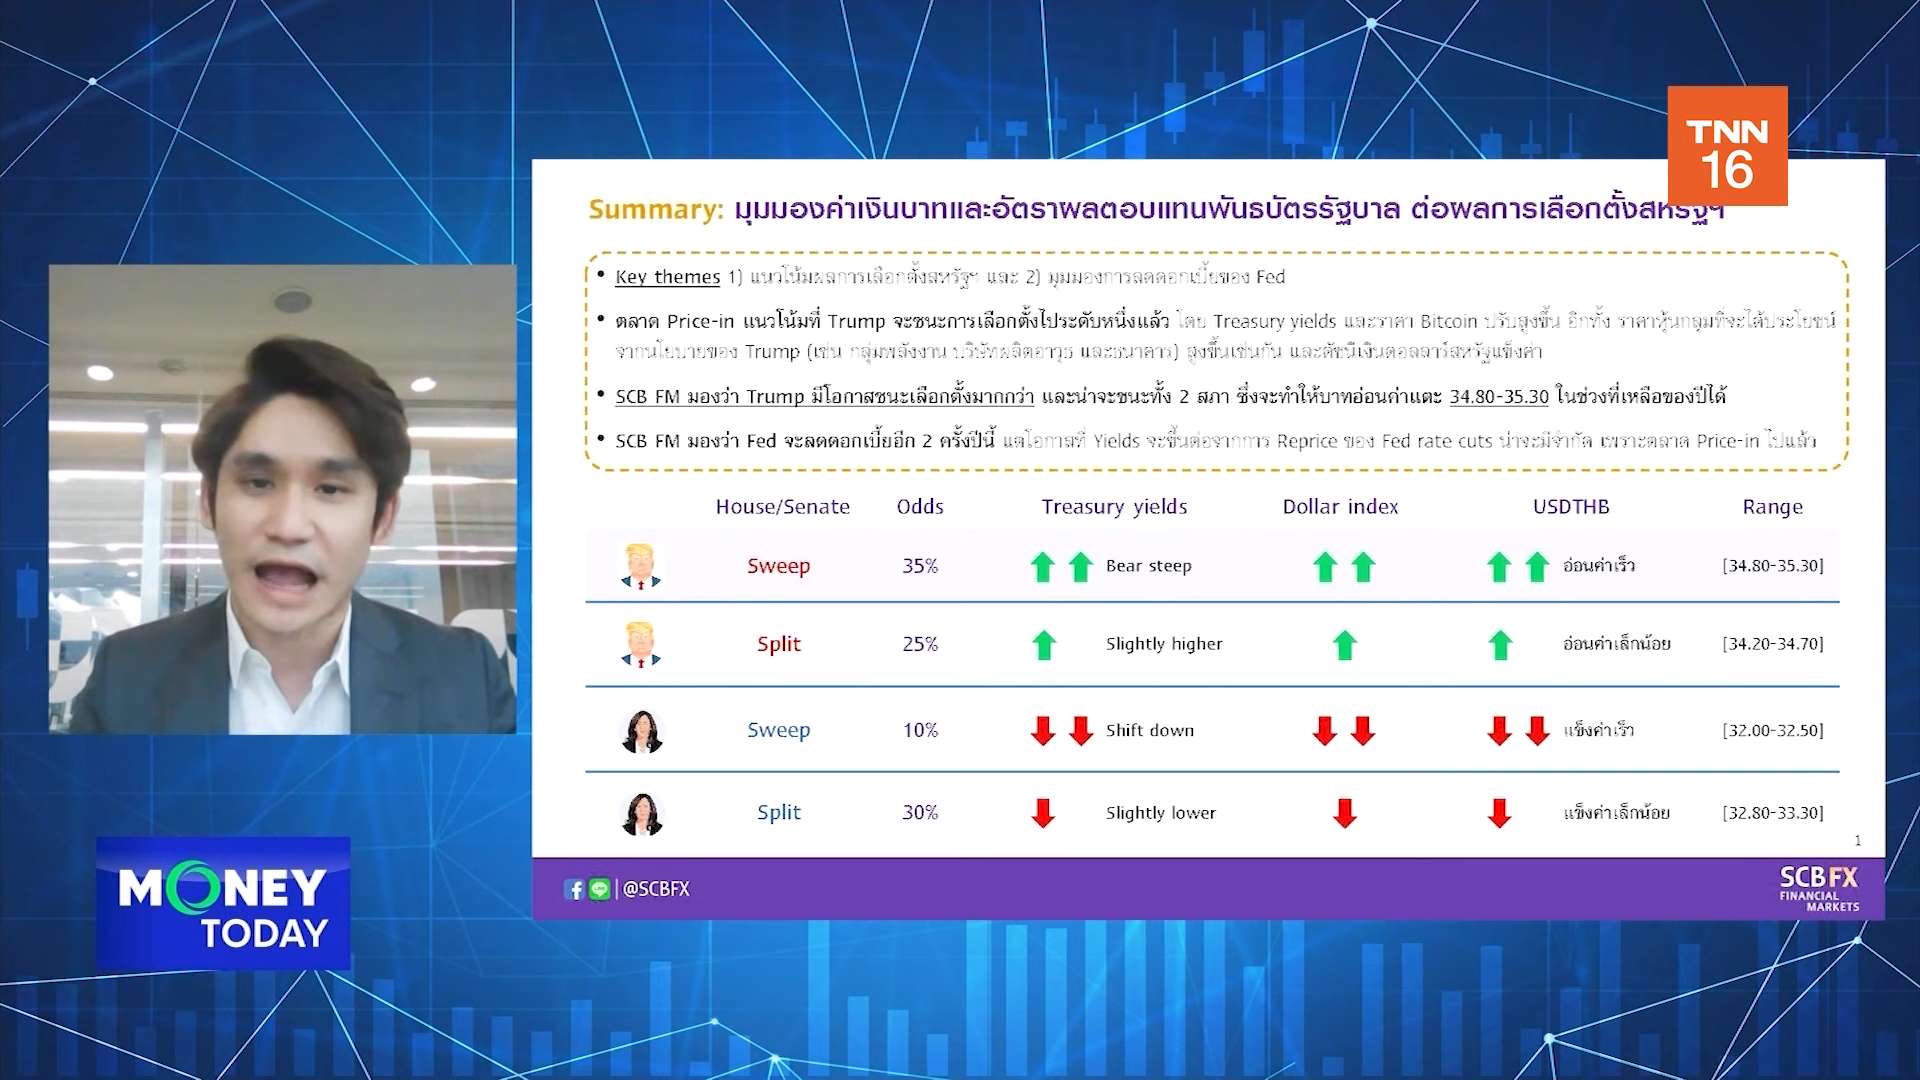 TNN
16
Summary: มุมมองค่าเงินบาทและอัตราผลตอบแทนพันธบัตรรัฐบาล ต่อผลการเลือกตั้งสหรัฐฯ
• Key themes 1) แนวโน้มผลการเลือกตั้งสหรัฐฯ และ 2) มุมมองการลดดอกเบี้ยของ Fed
• ตลาด Price-in แนวโน้มที่ Trump จะชนะการเลือกตั้งไประดับหนึ่งแล้ว โดย Treasury yields และราคา Bitcoin ปรับสูงขึ้น อีกทั้ง ราคาหุ้นกลุ่มที่จะได้ประโยชน์
จากนโยบายของ Trump (เช่น กลุ่มพลังงาน บริษัทผลิตอาวุธ และธนาคาร) สูงขึ้นเช่นกัน และดัชนีเงินดอลลาร์สหรัฐแข็งค่า
• SCB FM มองว่า Trump มีโอกาสชนะเลือกตั้งมากกว่า และน่าจะชนะทั้ง 2 สภา ซึ่งจะทำให้บาทอ่อนค่าแตะ 34.80-35.30 ในช่วงที่เหลือของปีได้
• SCB FM มองว่า Fed จะลดดอกเบี้ยอีก 2 ครั้งปีนี้ แต่โอกาสที่ Yields จะขึ้นต่อจากการ Reprice ของ Fed rate cuts น่าจะมีจำกัด เพราะตลาด Price-in ไปแล้ว
House/Senate Odds Treasury yields Dollar index USDTHB Range
Sweep 35% Bear steep อ่อนค่าเร็ว [34.80-35.30]
Split 25% Slightly higher อ่อนค่าเล็กน้อย [34.20-34.70]
Sweep 10% Shift down แข็งค่าเร็ว [32.00-32.50]
Split 30% Slightly lower แข็งค่าเล็กน้อย [32.80-33.30]
1
| @SCBFX
SCB FX
FINANCIAL
MARKETS
MONEY
TODAY